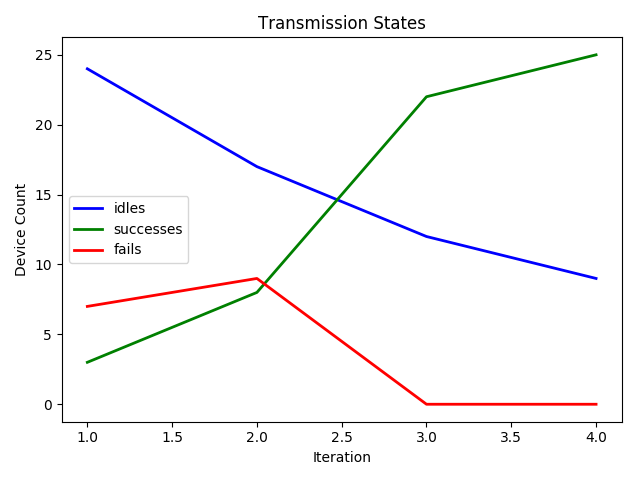 Transmission States
25
20
15
10
5
0
Device Count
idles
successes
fails
1.0 1.5 2.0 2.5 3.0 3.5 4.0
Iteration